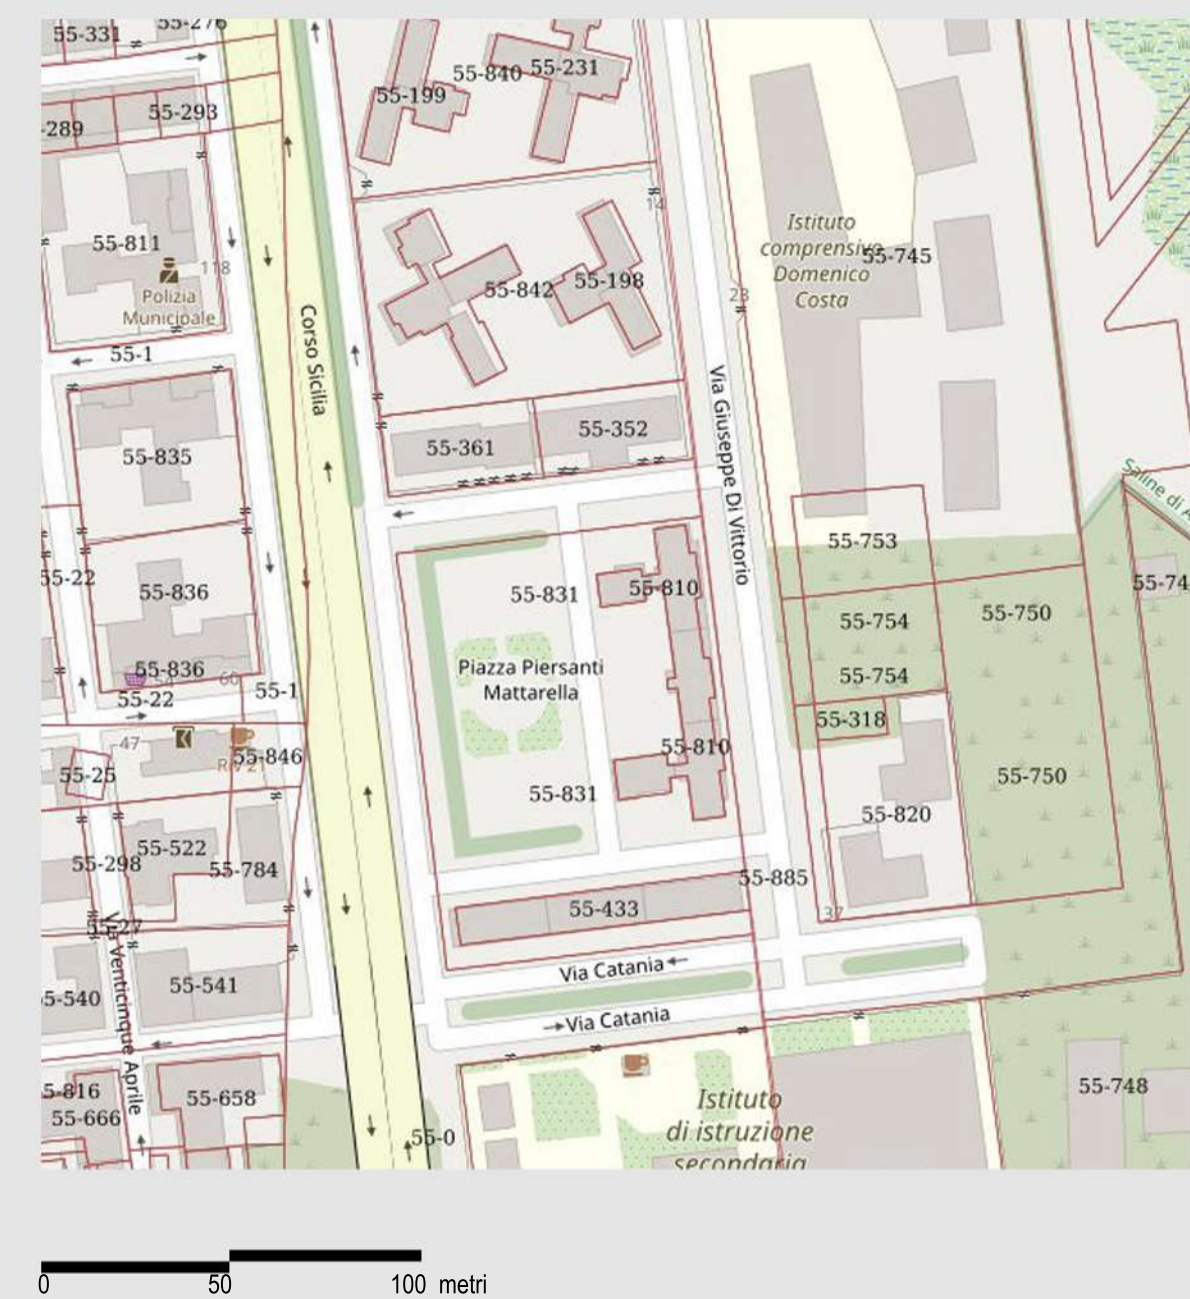 55-331
55-276
55-840
55-231
55-199
55-293
-289
14
Istituto
comprensivo
Domenico
Costa
55-745
55-811
118
Polizia
Municipale
55-842
55-198
23
Corso Sicilia
55-1
Via Giuseppe Di Vittorio
55-361
55-352
55-835
Saline di A
55-753
55-22
55-836
55-831
55-810
55-74
55-754
55-750
55-836
60
55-22
55-1
Piazza Piersanti
Mattarella
55-754
55-318
47
55-846
55-25
55-810
55-831
55-750
55-820
55-298
55-522
55-784
55-885
55-433
37
55-27
Via Venticinque Aprile
55-540
55-541
Via Catania
Via Catania
55-816
55-666
55-658
55-0
55-748
Istituto
di istruzione
secondaria
0 50 100 metri